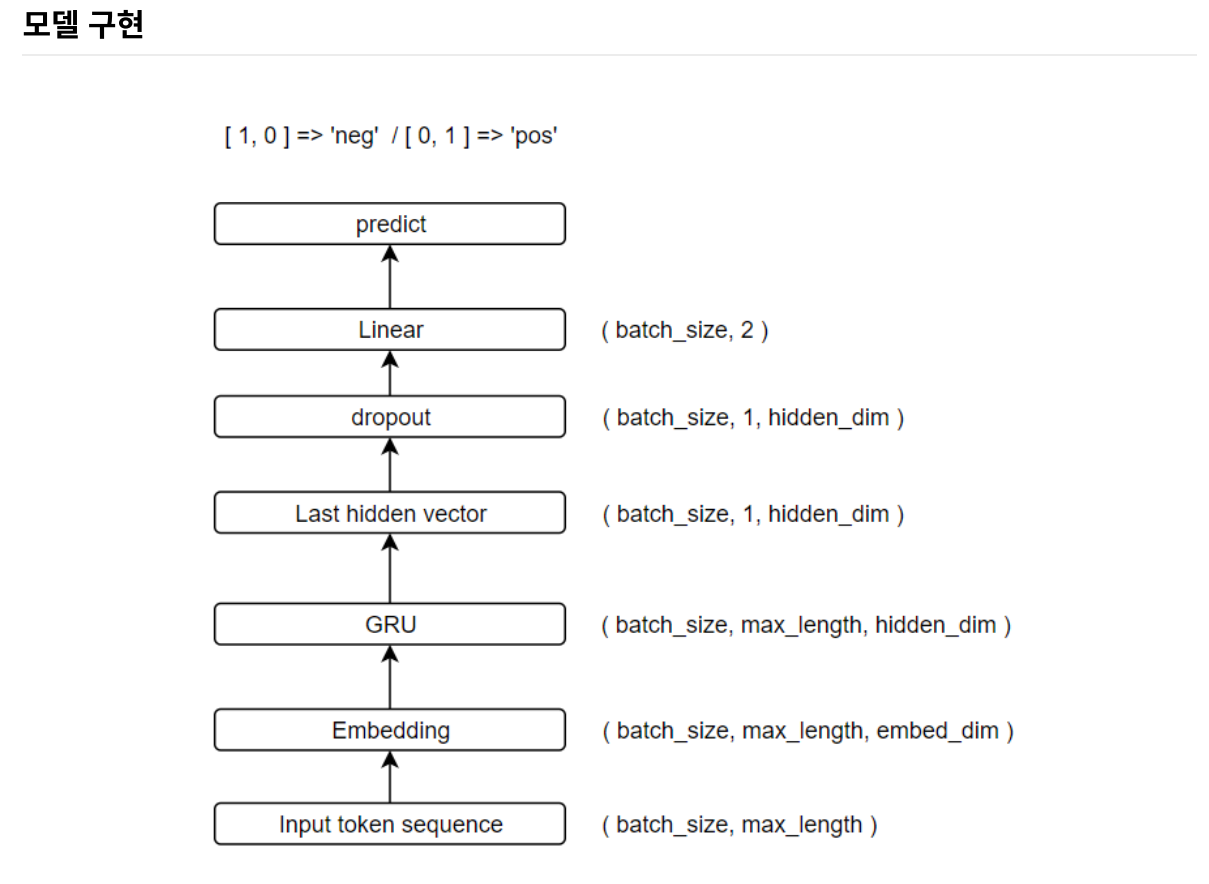 모델 구현
[ 1, 0 ] => 'neg' / [ 0, 1 ] => 'pos'
predict
Linear ( batch_size, 2 )
dropout ( batch_size, 1, hidden_dim )
Last hidden vector ( batch_size, 1, hidden_dim )
GRU ( batch_size, max_length, hidden_dim )
Embedding ( batch_size, max_length, embed_dim )
Input token sequence ( batch_size, max_length )